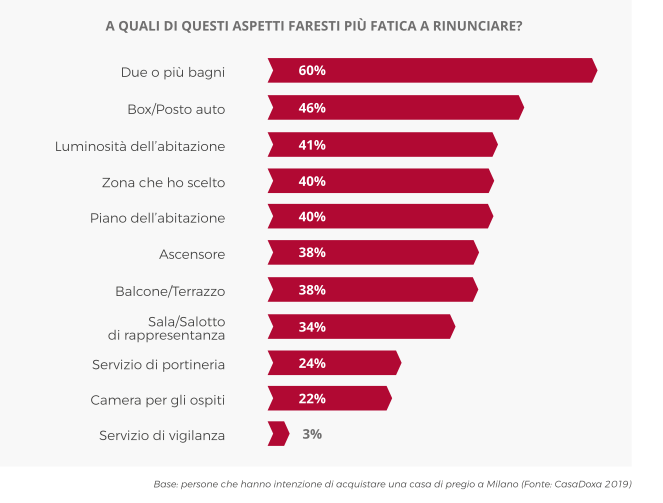 A QUALI DI QUESTI ASPETTI FARESTI PIÙ FATICA A RINUNCIARE?
Due o più bagni 60%
Box/Posto auto 46%
Luminosità dell'abitazione 41%
Zona che ho scelto 40%
Piano dell'abitazione 40%
Ascensore 38%
Balcone/Terrazzo 38%
Sala/Salotto
di rappresentanza 34%
Servizio di portineria 24%
Camera per gli ospiti 22%
Servizio di vigilanza 3%
Base: persone che hanno intenzione di acquistare una casa di pregio a Milano (Fonte: CasaDoxa 2019)